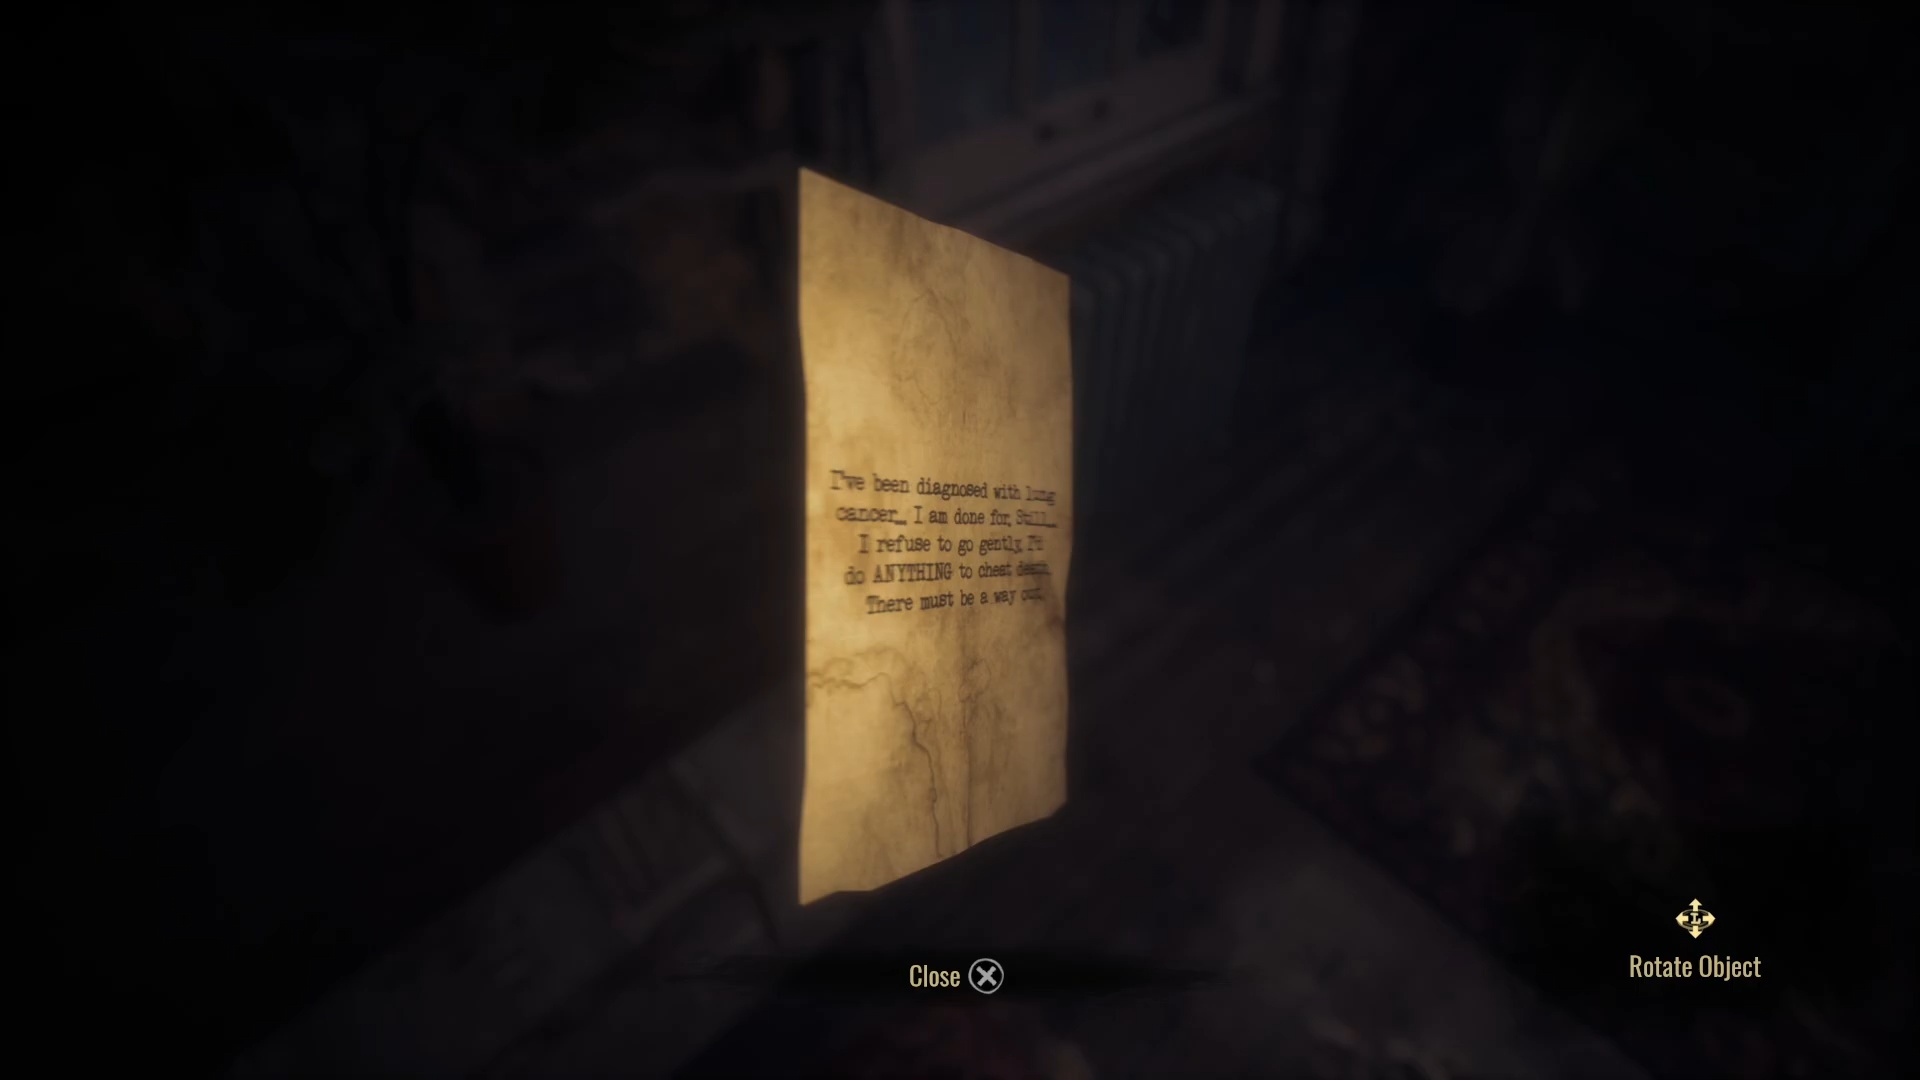 I've been diagnosed with lung
cancer... I am done for. Still...
I refuse to go gently. I'd
do ANYTHING to cheat death.
There must be a way out.
Close
L
Rotate Object